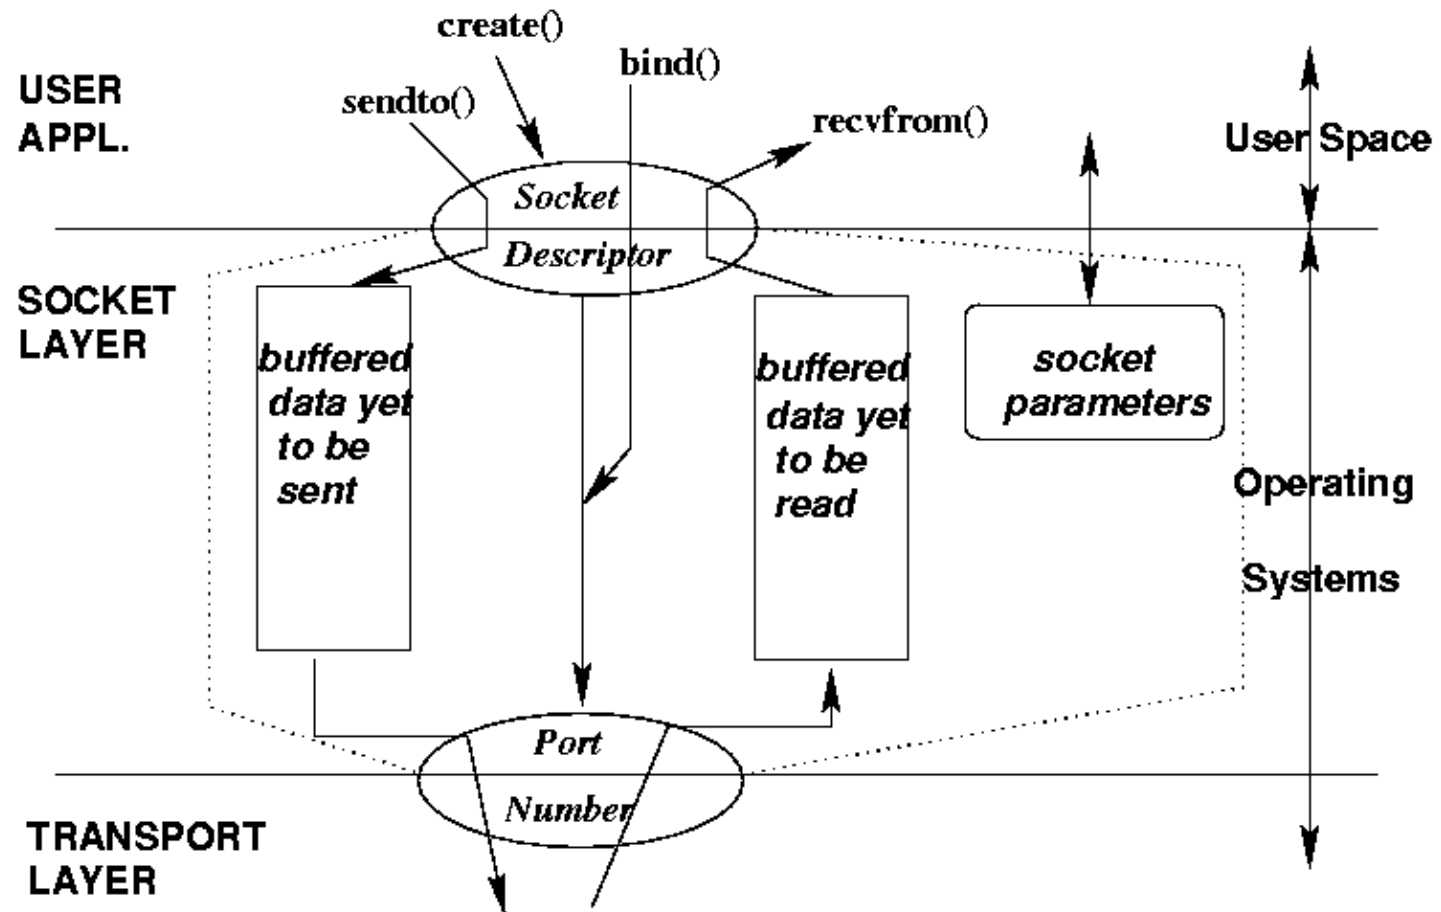 create()
bind()
USER
APPL.
sendto()
recvfrom()
User Space
Socket
Descriptor
SOCKET
LAYER
buffered
data yet
to be
sent
buffered
data yet
to be
read
socket
parameters
Operating
Systems
Port
Number
TRANSPORT
LAYER